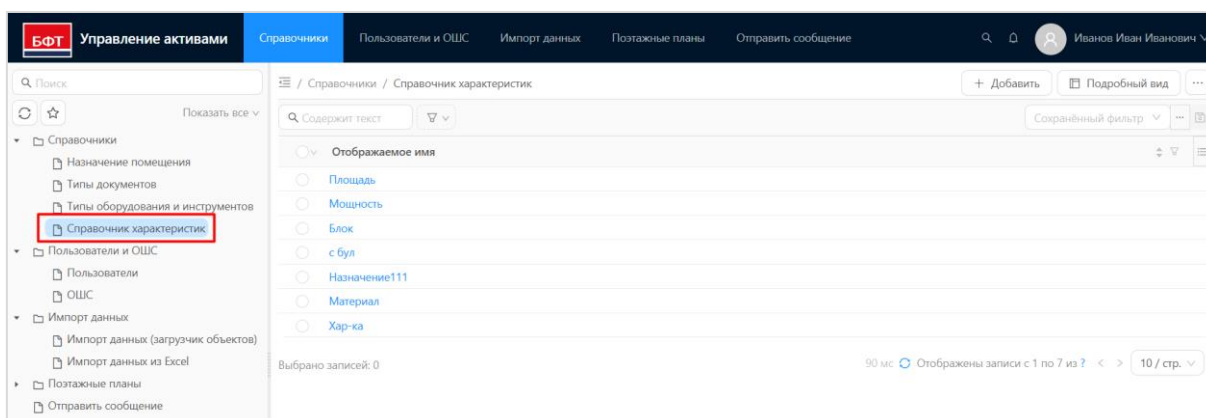 БФТ Управление активами Справочники Пользователи и ОШС Импорт данных Поэтажные планы Отправить сообщение Иванов Иван Иванович
Поиск
/ Справочники / Справочник характеристик + Добавить Подробный вид ...
Показать все
Содержит текст Сохранённый фильтр ...
Справочники
Назначение помещения
Типы документов
Типы оборудования и инструментов
Справочник характеристик
Пользователи и ОШС
Пользователи
ОШС
Импорт данных
Импорт данных (загрузчик объектов)
Импорт данных из Excel
Поэтажные планы
Отправить сообщение
Отображаемое имя
Площадь
Мощность
Блок
с бул
Назначение111
Материал
Хар-ка
Выбрано записей: 0 90 мс Отображены записи с 1 по 7 из ? < > 10 / стр.